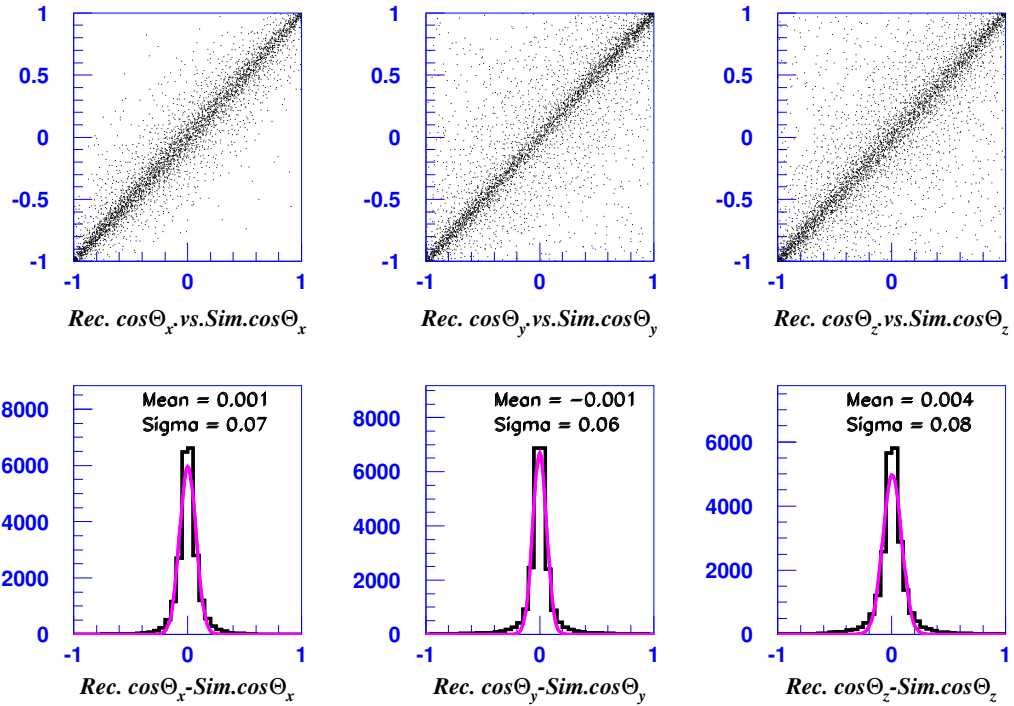 1
0.5
0
-0.5
-1
-1 0 1
Rec. cosΘx.vs.Sim.cosΘx
1
0.5
0
-0.5
-1
-1 0 1
Rec. cosΘy.vs.Sim.cosΘy
1
0.5
0
-0.5
-1
-1 0 1
Rec. cosΘz.vs.Sim.cosΘz
Mean = 0.001
Sigma = 0.07
8000
6000
4000
2000
0
-1 0 1
Rec. cosΘx-Sim.cosΘx
Mean = -0.001
Sigma = 0.06
8000
6000
4000
2000
0
-1 0 1
Rec. cosΘy-Sim.cosΘy
Mean = 0.004
Sigma = 0.08
6000
4000
2000
0
-1 0 1
Rec. cosΘz-Sim.cosΘz